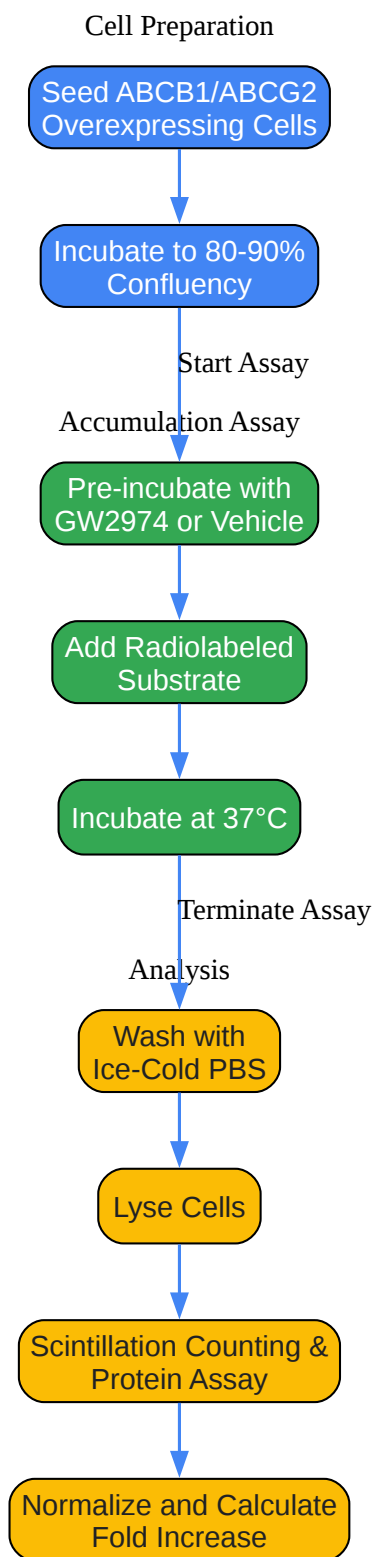 Cell Preparation
Seed ABCB1/ABCG2
Overexpressing Cells
Incubate to 80-90%
Confluency
Start Assay
Accumulation Assay
Pre-incubate with
GW2974 or Vehicle
Add Radiolabeled
Substrate
Incubate at 37°C
Terminate Assay
Analysis
Wash with
Ice-Cold PBS
Lyse Cells
Scintillation Counting &
Protein Assay
Normalize and Calculate
Fold Increase